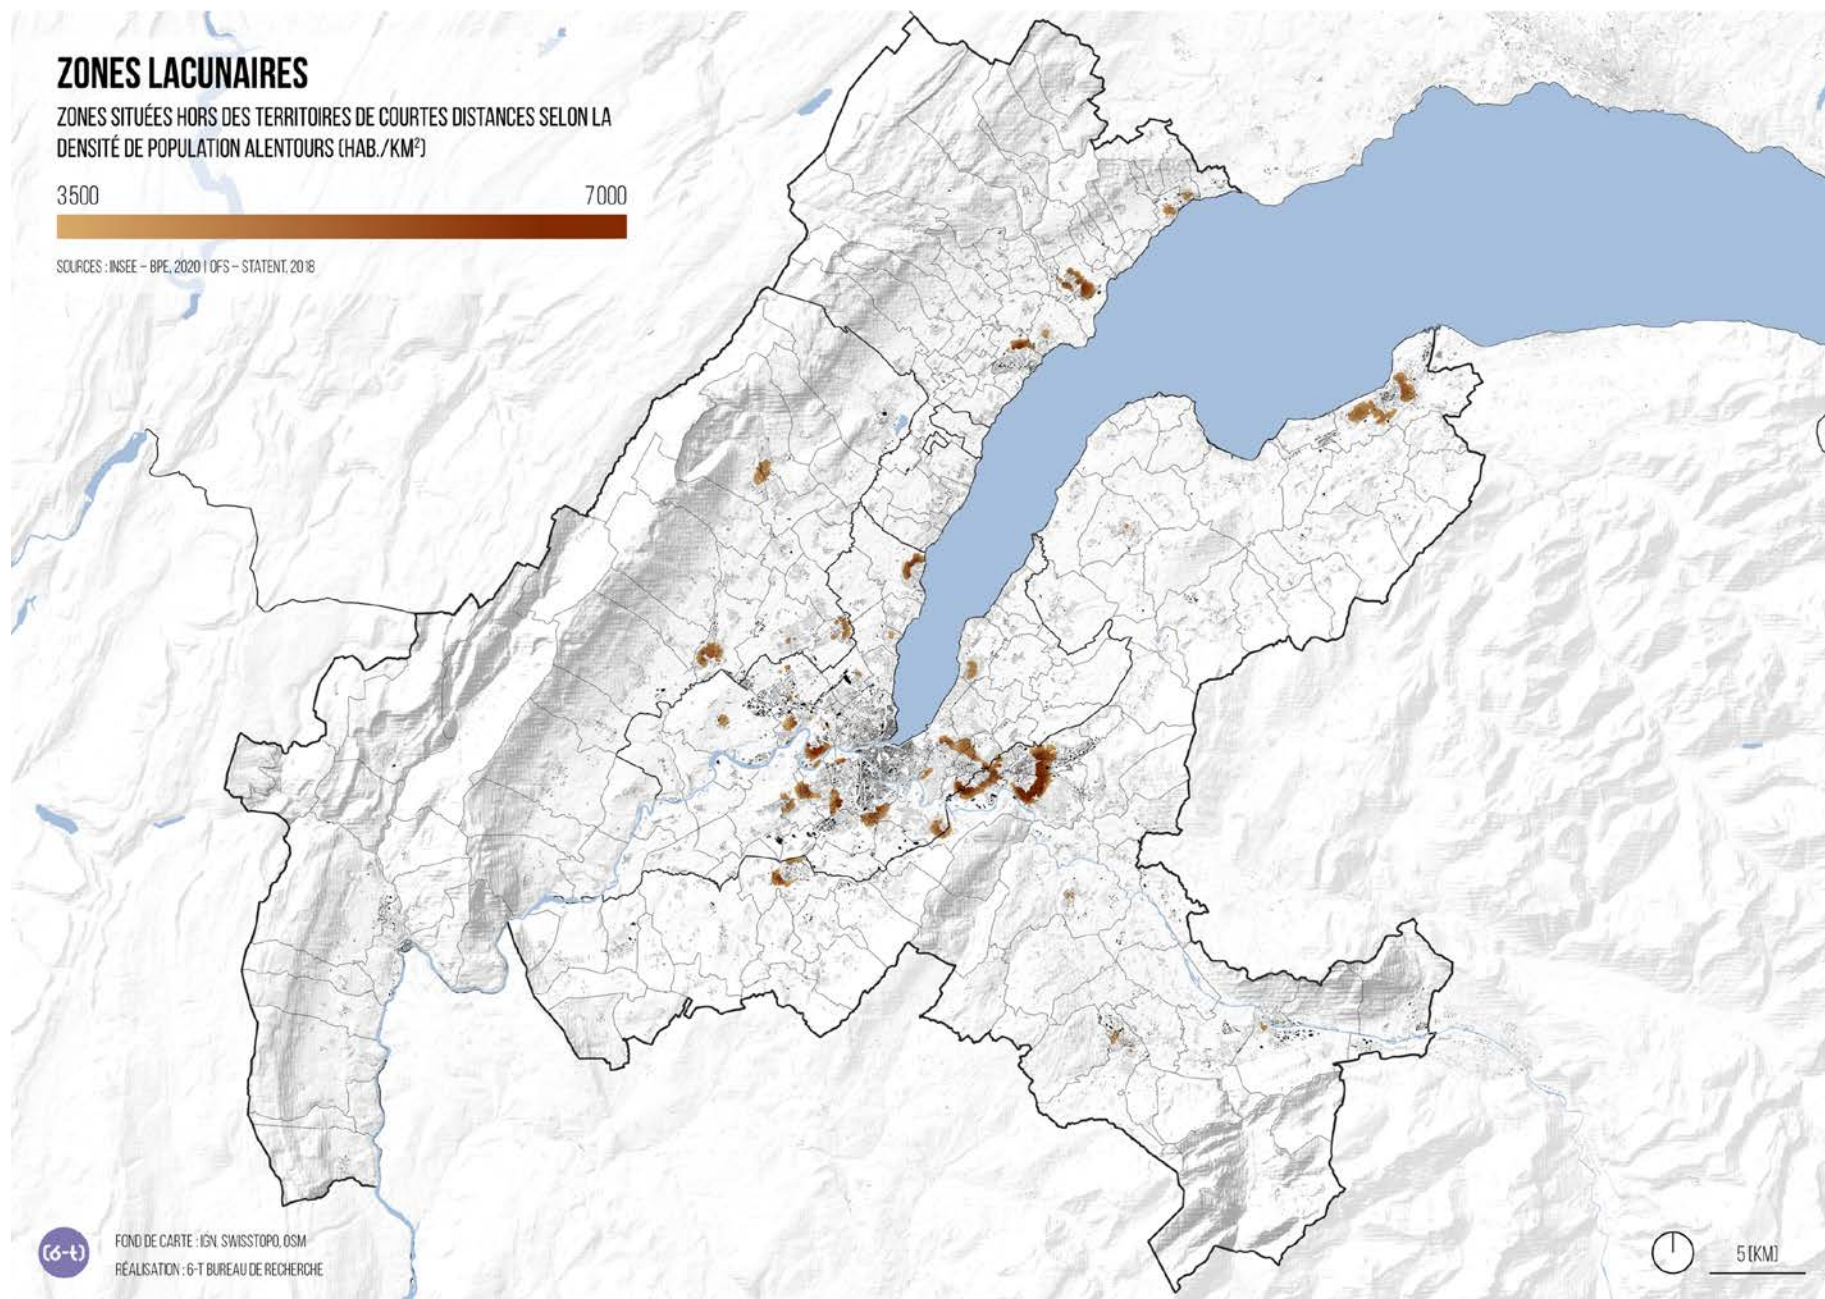 ZONES LACUNAIRES
ZONES SITUÉES HORS DES TERRITOIRES DE COURTES DISTANCES SELON LA
DENSITÉ DE POPULATION ALENTOURS (HAB./KM²)
3500 7000
SOURCES : INSEE – BPE, 2020 | OFS – STATENT, 2018
(6-t)
FOND DE CARTE : IGN, SWISSTOPO, OSM
RÉALISATION : 6-T BUREAU DE RECHERCHE
5 [KM]